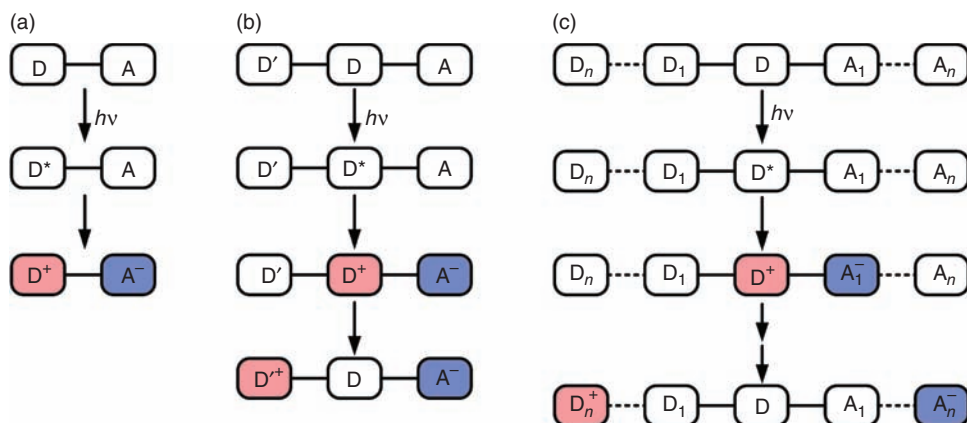 (a) (b) (c)
D A D′ D A Dₙ D₁ D A₁ Aₙ
hν hν hν
D* A D′ D* A Dₙ D₁ D* A₁ Aₙ
D⁺ A⁻ D′ D⁺ A⁻ Dₙ D₁ D⁺ A₁⁻ Aₙ
D′⁺ D A⁻ Dₙ⁺ D₁ D A₁ Aₙ⁻